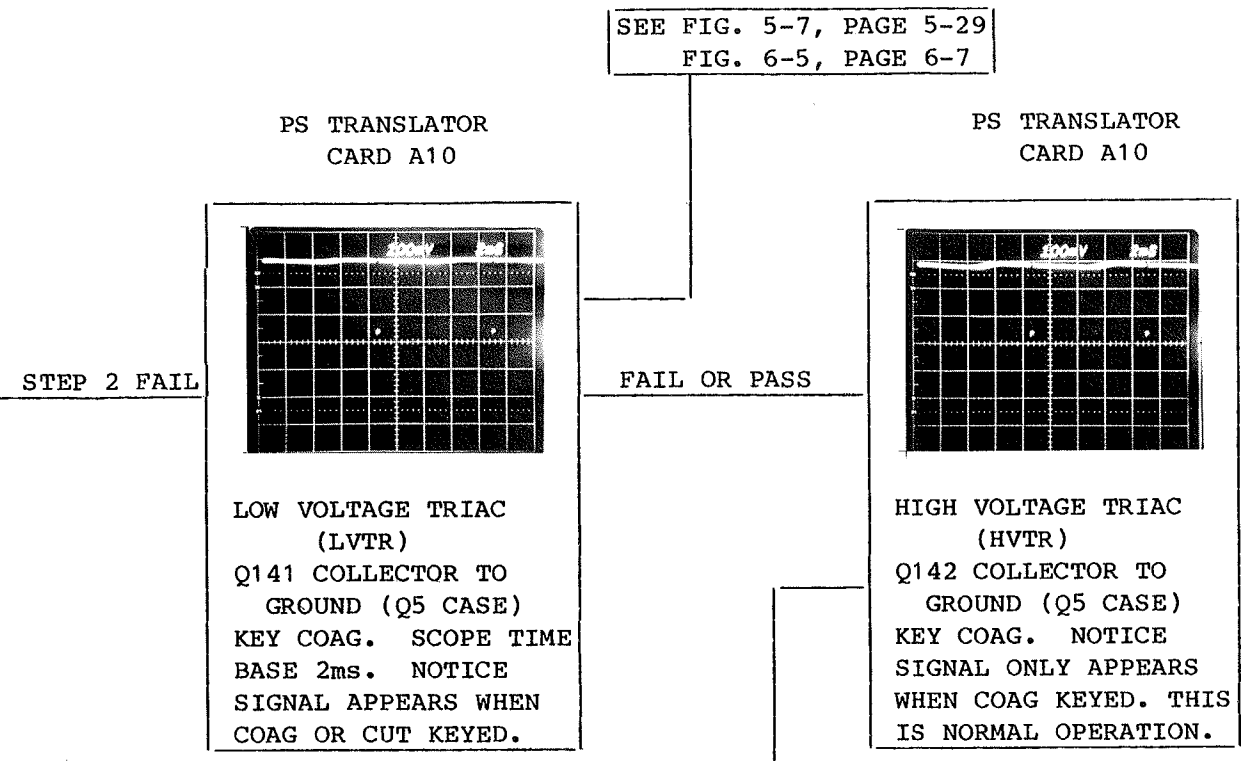 SEE FIG. 5-7, PAGE 5-29
FIG. 6-5, PAGE 6-7
PS TRANSLATOR
CARD A10
PS TRANSLATOR
CARD A10
2mS
100mV
2mS
STEP 2 FAIL
FAIL OR PASS
LOW VOLTAGE TRIAC
(LVTR)
Q141 COLLECTOR TO
GROUND (Q5 CASE)
KEY COAG. SCOPE TIME
BASE 2ms. NOTICE
SIGNAL APPEARS WHEN
COAG OR CUT KEYED.
HIGH VOLTAGE TRIAC
(HVTR)
Q142 COLLECTOR TO
GROUND (Q5 CASE)
KEY COAG. NOTICE
SIGNAL ONLY APPEARS
WHEN COAG KEYED. THIS
IS NORMAL OPERATION.